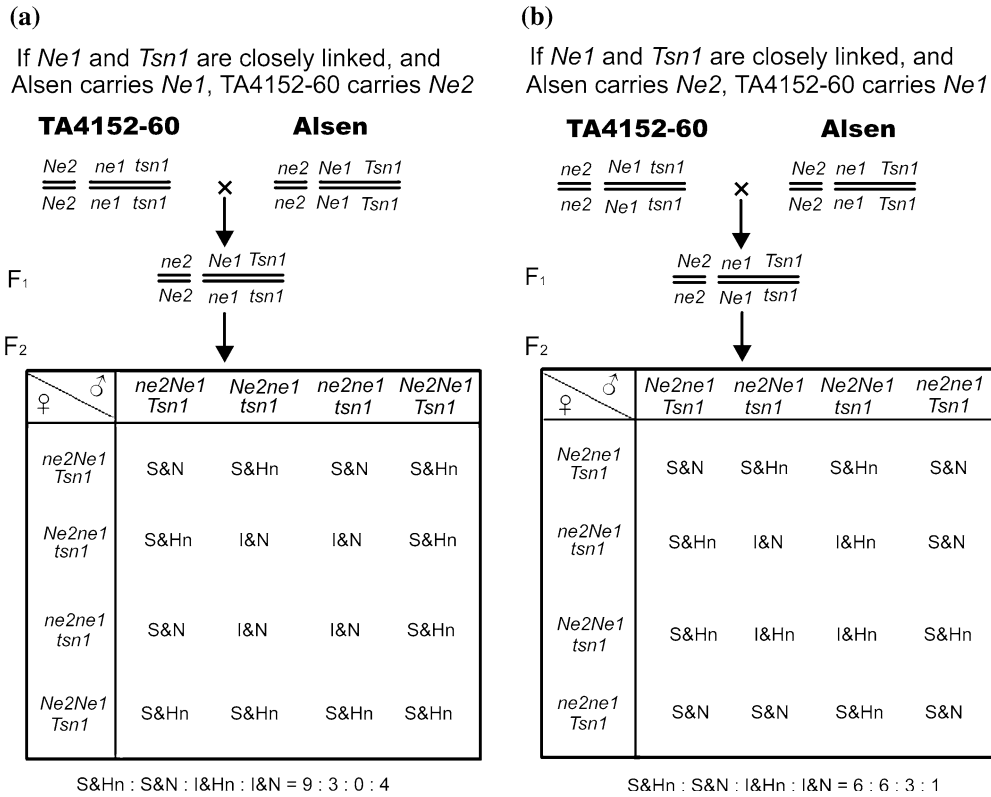 (a)
If Ne1 and Tsn1 are closely linked, and
Alsen carries Ne1, TA4152-60 carries Ne2
TA4152-60 Alsen
Ne2 ne1 tsn1 ne2 Ne1 Tsn1
×
Ne2 ne1 tsn1 ne2 Ne1 Tsn1
ne2 Ne1 Tsn1
F1
Ne2 ne1 tsn1
F2
♀ ♂ ne2Ne1 Tsn1 Ne2ne1 tsn1 ne2ne1 tsn1 Ne2Ne1 Tsn1
ne2Ne1 Tsn1 S&N S&Hn S&N S&Hn
Ne2ne1 tsn1 S&Hn I&N I&N S&Hn
ne2ne1 tsn1 S&N I&N I&N S&Hn
Ne2Ne1 Tsn1 S&Hn S&Hn S&Hn S&Hn
S&Hn : S&N : I&Hn : I&N = 9 : 3 : 0 : 4
(b)
If Ne1 and Tsn1 are closely linked, and
Alsen carries Ne2, TA4152-60 carries Ne1
TA4152-60 Alsen
ne2 Ne1 tsn1 Ne2 ne1 Tsn1
×
ne2 Ne1 tsn1 Ne2 ne1 Tsn1
Ne2 ne1 Tsn1
F1
ne2 Ne1 tsn1
F2
♀ ♂ Ne2ne1 Tsn1 ne2Ne1 tsn1 Ne2Ne1 tsn1 ne2ne1 Tsn1
Ne2ne1 Tsn1 S&N S&Hn S&Hn S&N
ne2Ne1 tsn1 S&Hn I&N I&Hn S&N
Ne2Ne1 tsn1 S&Hn I&Hn I&Hn S&Hn
ne2ne1 Tsn1 S&N S&N S&Hn S&N
S&Hn : S&N : I&Hn : I&N = 6 : 6 : 3 : 1